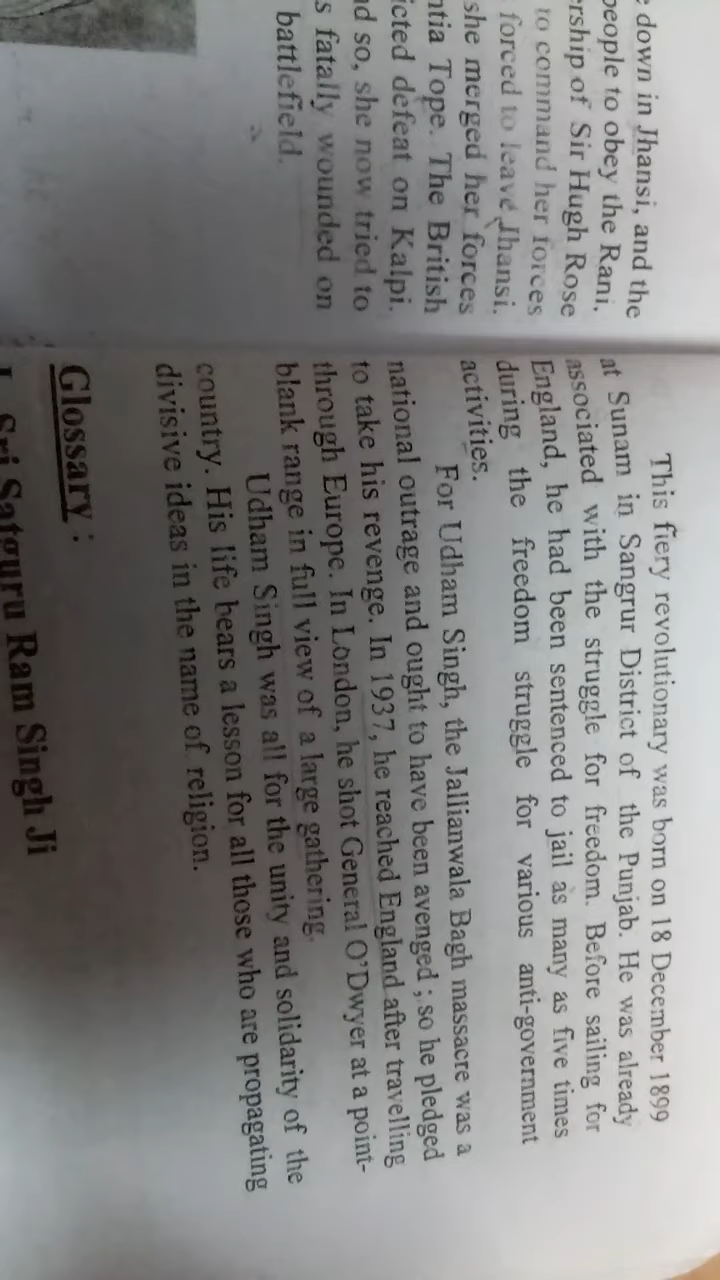 e down in Jhansi, and the
people to obey the Rani.
ership of Sir Hugh Rose
to command her forces
forced to leave Jhansi.
she merged her forces
ntia Tope. The British
icted defeat on Kalpi.
nd so, she now tried to
s fatally wounded on
battlefield.
This fiery revolutionary was born on 18 December 1899
at Sunam in Sangrur District of the Punjab. He was already
associated with the struggle for freedom. Before sailing for
England, he had been sentenced to jail as many as five times
during the freedom struggle for various anti-government
activities.
For Udham Singh, the Jallianwala Bagh massacre was a
national outrage and ought to have been avenged ; so he pledged
to take his revenge. In 1937, he reached England after travelling
through Europe. In London, he shot General O'Dwyer at a point-
blank range in full view of a large gathering.
Udham Singh was all for the unity and solidarity of the
country. His life bears a lesson for all those who are propagating
divisive ideas in the name of religion.
Glossary :
I. Sri Satguru Ram Singh Ji